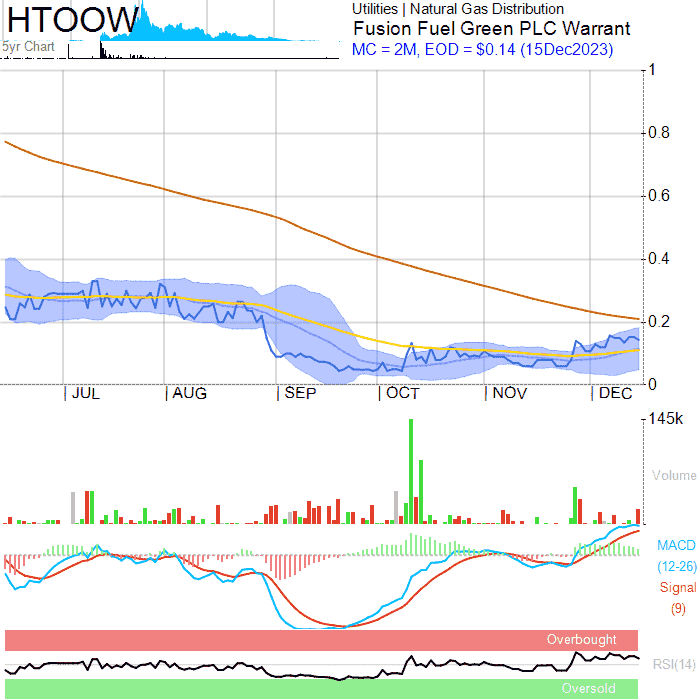 HTOOW
5yr Chart
Utilities | Natural Gas Distribution
Fusion Fuel Green PLC Warrant
MC = 2M, EOD = $0.14 (15Dec2023)
1
0.8
0.6
0.4
0.2
0
JUL AUG SEP OCT NOV DEC
145k
Volume
MACD
(12-26)
Signal
(9)
Overbought
RSI(14)
Oversold